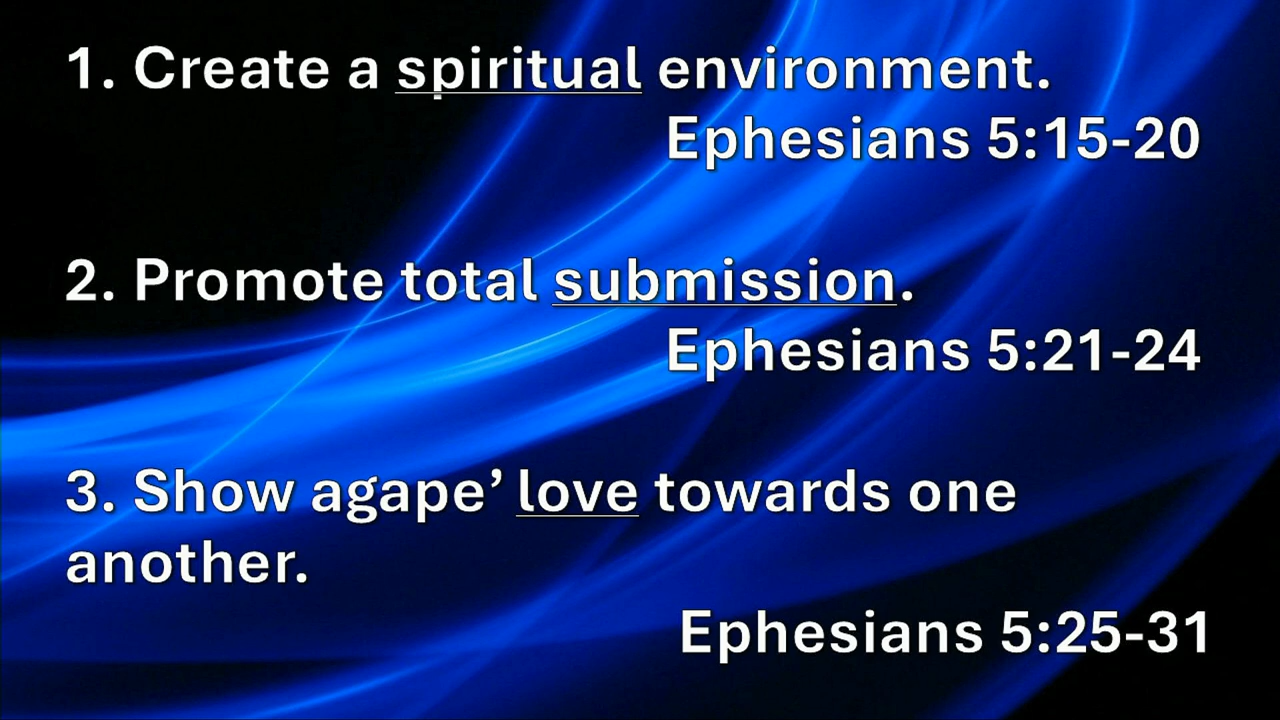 1. Create a spiritual environment.
Ephesians 5:15-20
2. Promote total submission.
Ephesians 5:21-24
3. Show agape’ love towards one
another.
Ephesians 5:25-31